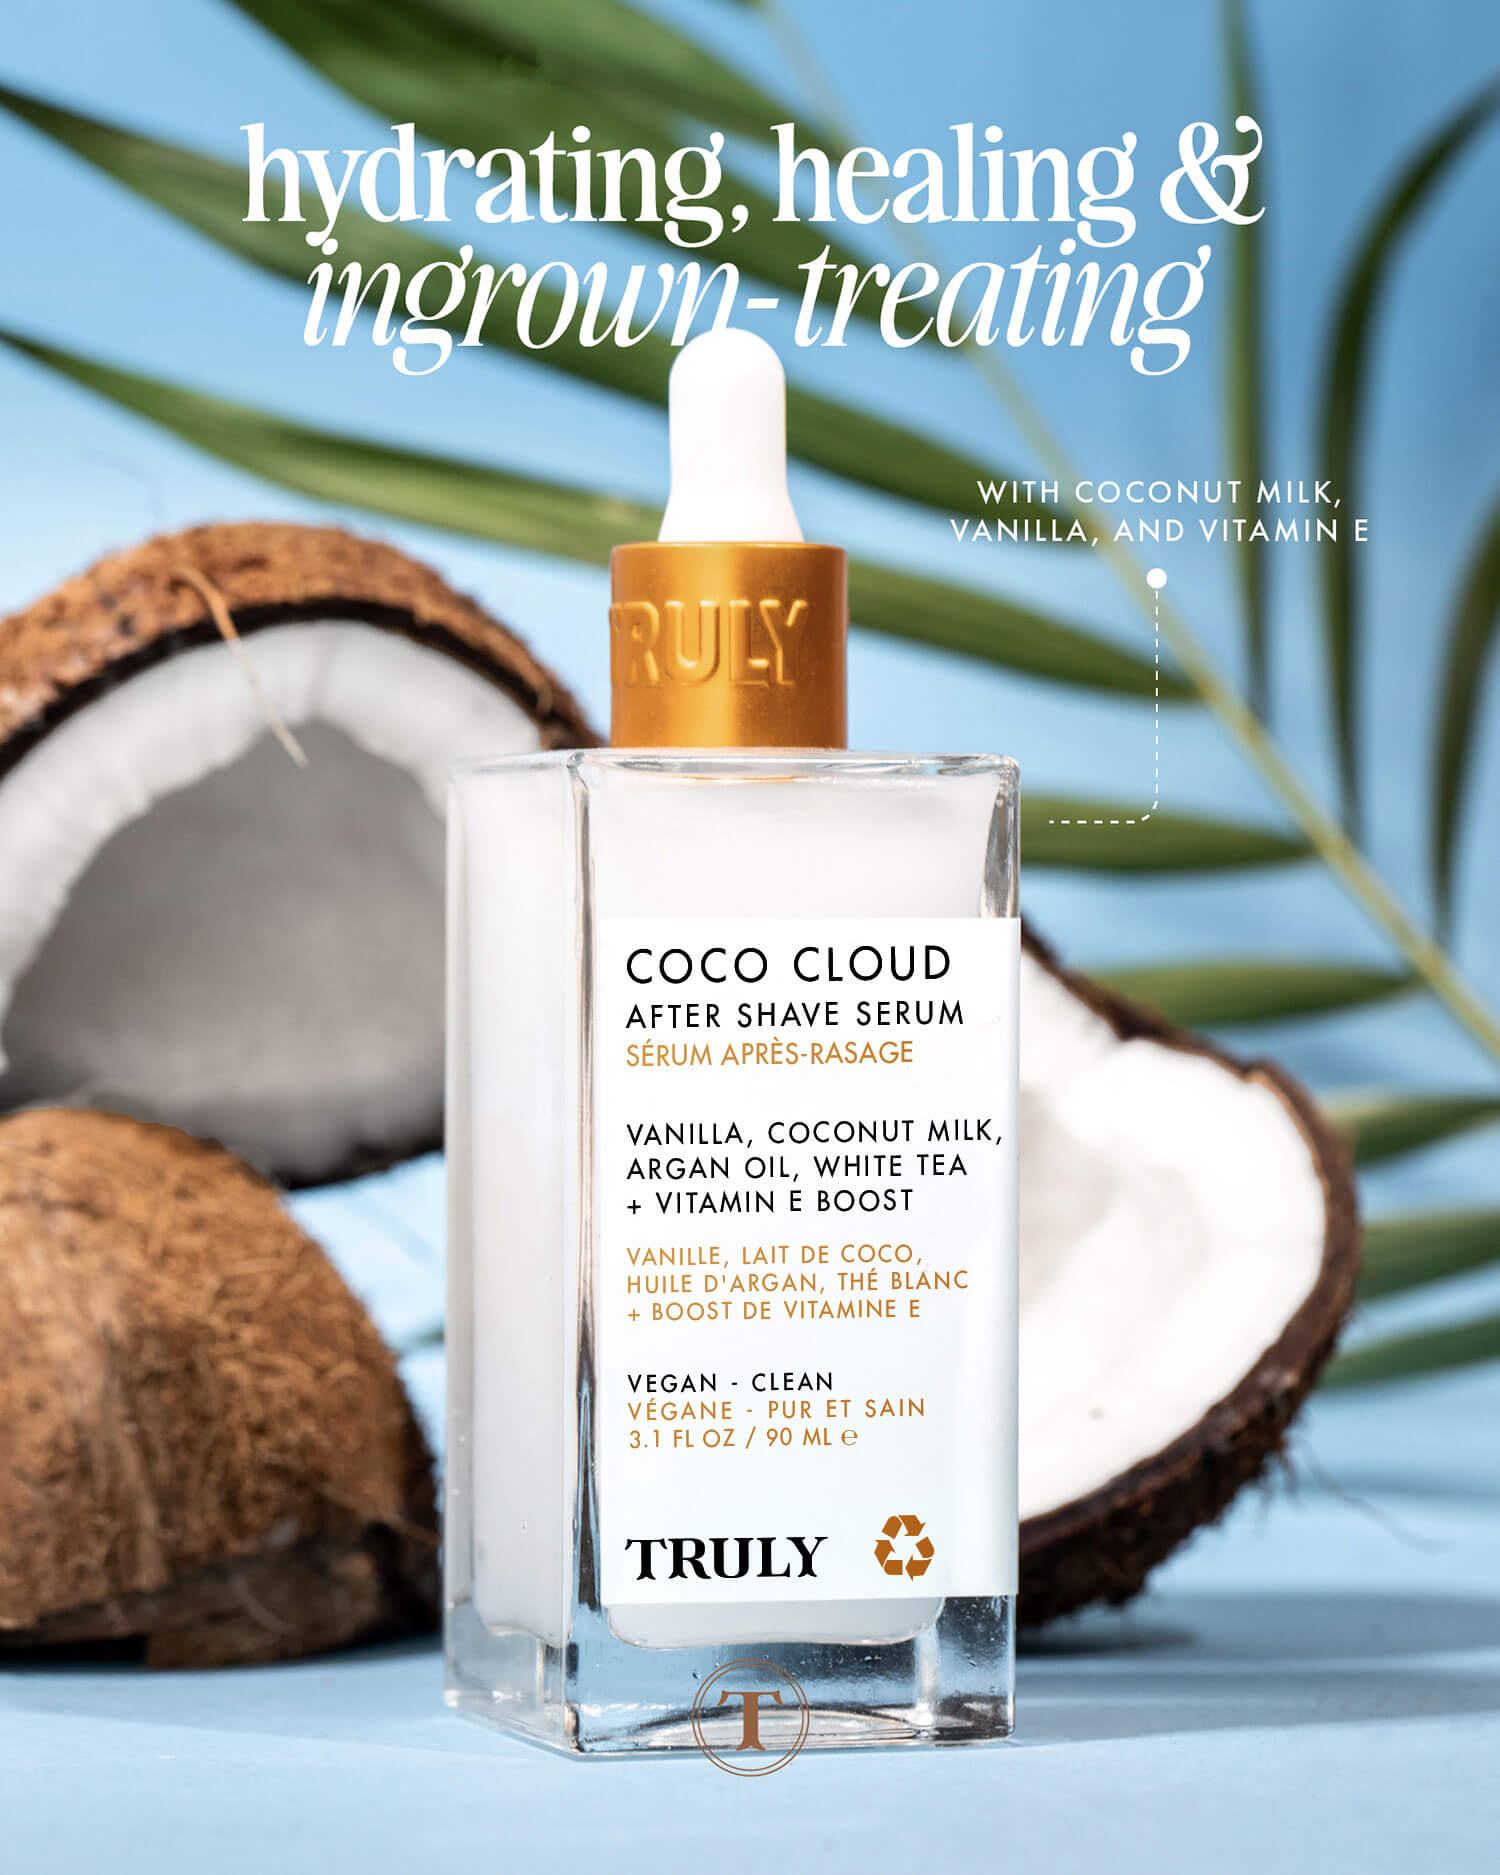 hydrating, healing &
ingrown-treating
WITH COCONUT MILK,
VANILLA, AND VITAMIN E
TRULY
COCO CLOUD
AFTER SHAVE SERUM
SÉRUM APRÈS-RASAGE
VANILLA, COCONUT MILK,
ARGAN OIL, WHITE TEA
+ VITAMIN E BOOST
VANILLE, LAIT DE COCO,
HUILE D'ARGAN, THÉ BLANC
+ BOOST DE VITAMINE E
VEGAN - CLEAN
VÉGANE - PUR ET SAIN
3.1 FL OZ / 90 ML ℮
TRULY
T